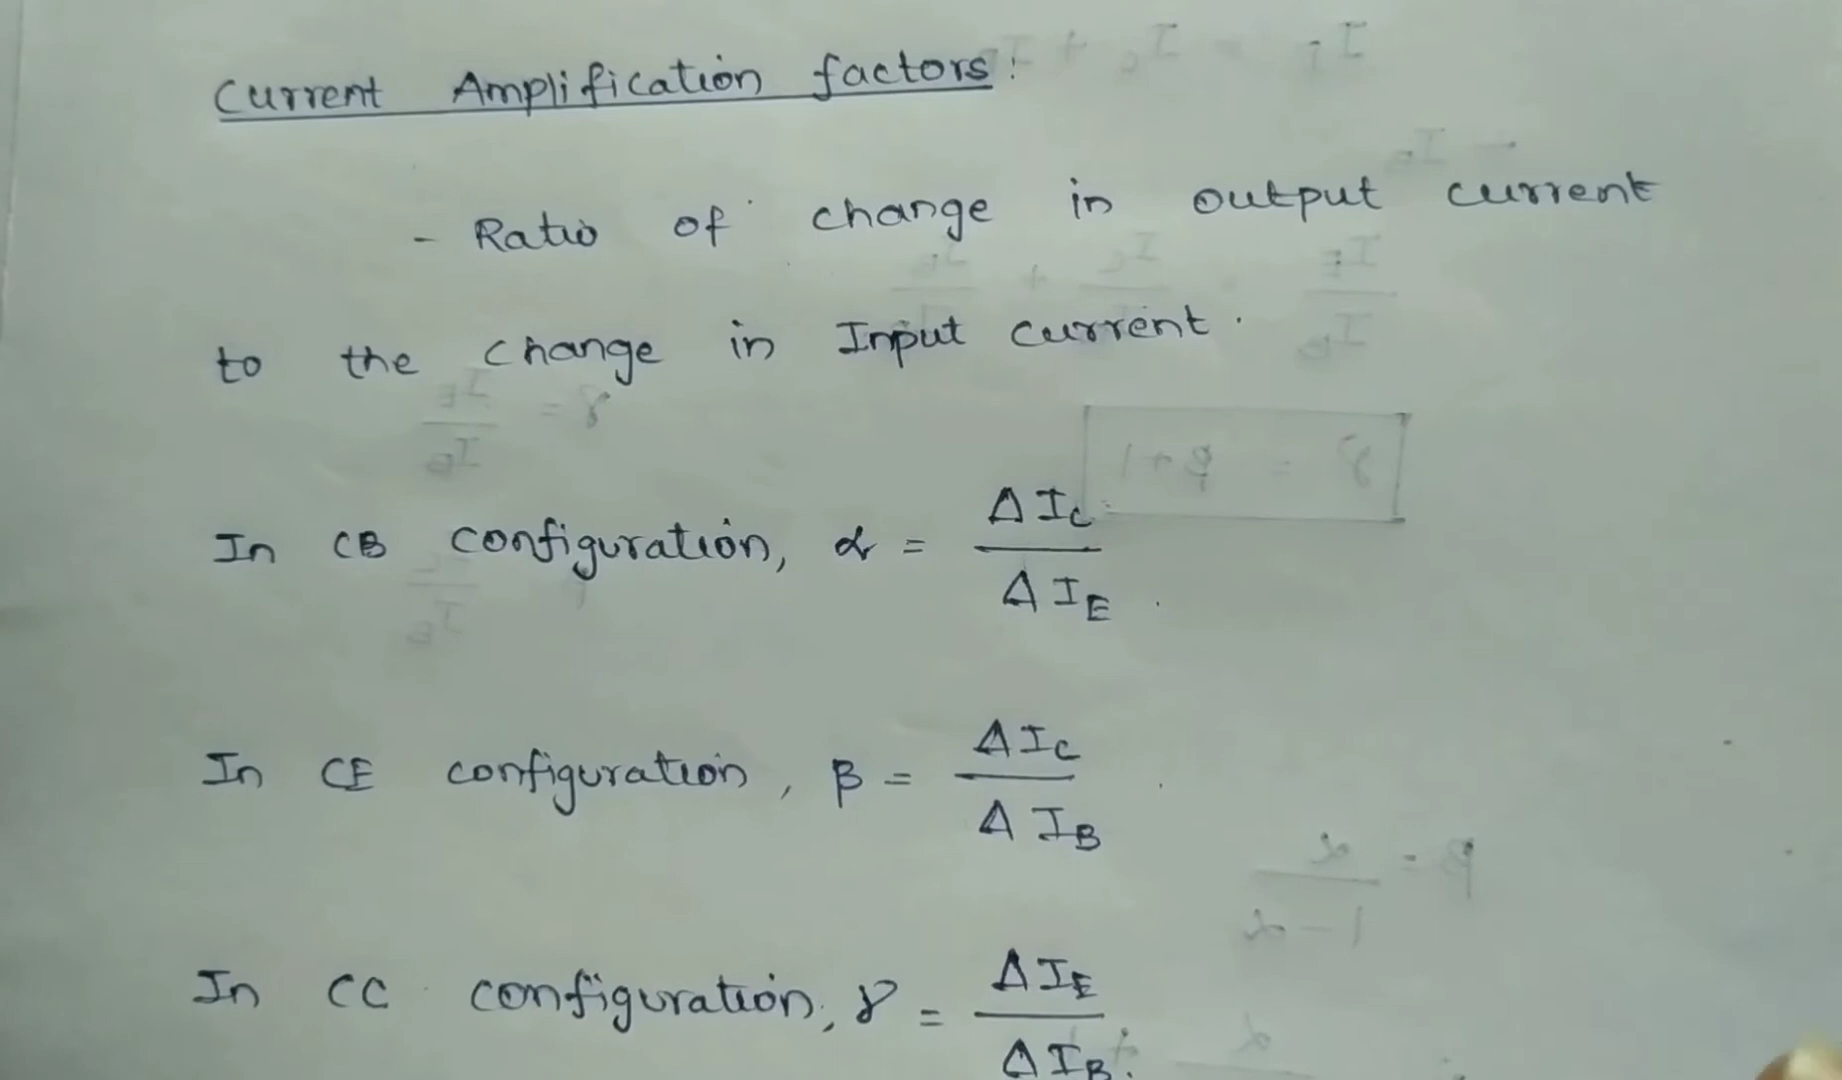 Current Amplification factors:
- Ratio of change in output current
to the change in Input current.
In CB configuration, α = ΔIC / ΔIE
In CE configuration, β = ΔIC / ΔIB
In CC configuration, γ = ΔIE / ΔIB.